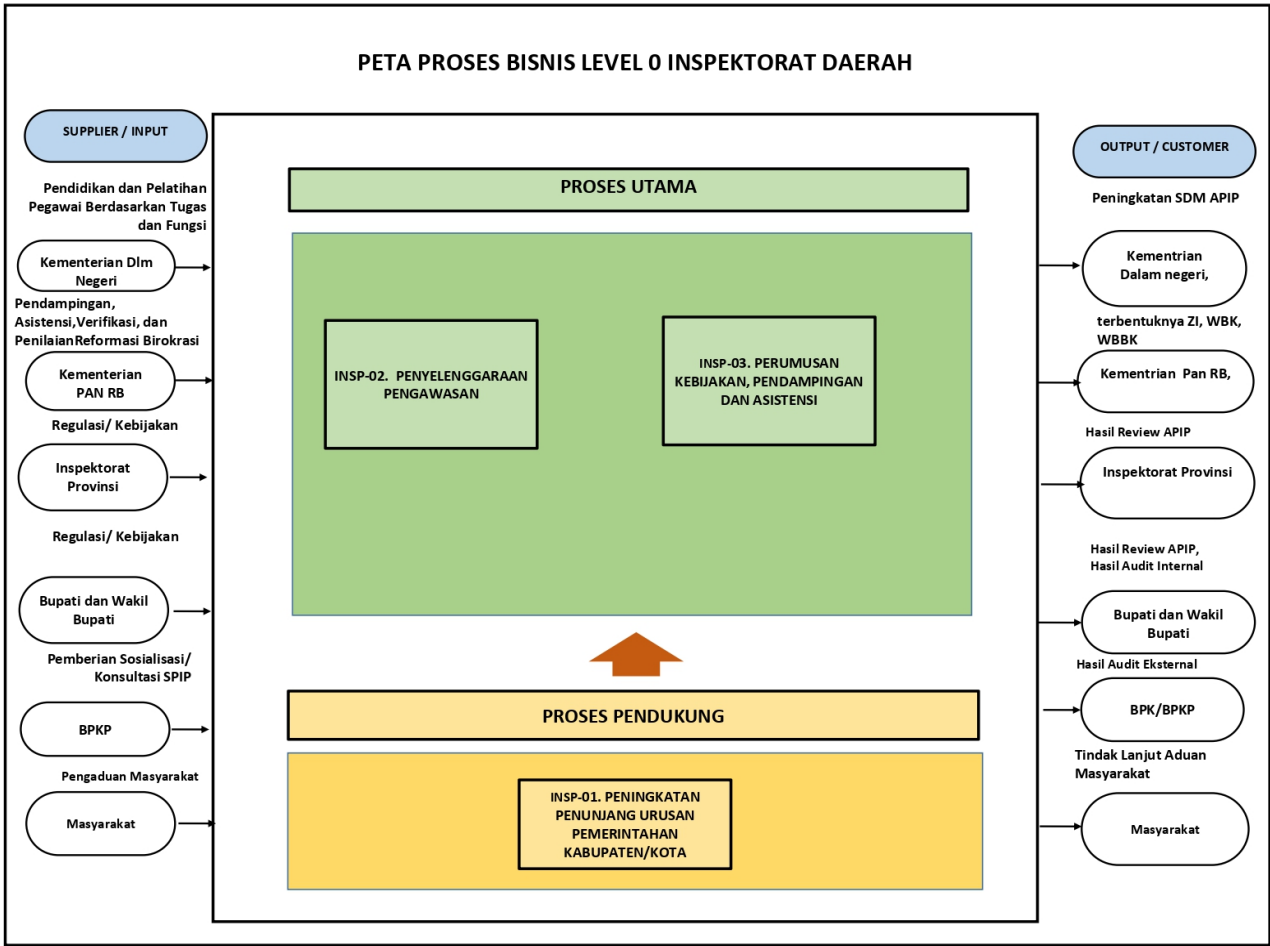 PETA PROSES BISNIS LEVEL 0 INSPEKTORAT DAERAH
SUPPLIER / INPUT
Pendidikan dan Pelatihan
Pegawai Berdasarkan Tugas
dan Fungsi
Kementerian Dlm
Negeri
Pendampingan,
Asistensi,Verifikasi, dan
PenilaianReformasi Birokrasi
Kementerian
PAN RB
Regulasi/ Kebijakan
Inspektorat
Provinsi
Regulasi/ Kebijakan
Bupati dan Wakil
Bupati
Pemberian Sosialisasi/
Konsultasi SPIP
BPKP
Pengaduan Masyarakat
Masyarakat
PROSES UTAMA
INSP-02. PENYELENGGARAAN
PENGAWASAN
INSP-03. PERUMUSAN
KEBIJAKAN, PENDAMPINGAN
DAN ASISTENSI
PROSES PENDUKUNG
INSP-01. PENINGKATAN
PENUNJANG URUSAN
PEMERINTAHAN
KABUPATEN/KOTA
OUTPUT / CUSTOMER
Peningkatan SDM APIP
Kementrian
Dalam negeri,
terbentuknya ZI, WBK,
WBBK
Kementrian Pan RB,
Hasil Review APIP
Inspektorat Provinsi
Hasil Review APIP,
Hasil Audit Internal
Bupati dan Wakil
Bupati
Hasil Audit Eksternal
BPK/BPKP
Tindak Lanjut Aduan
Masyarakat
Masyarakat